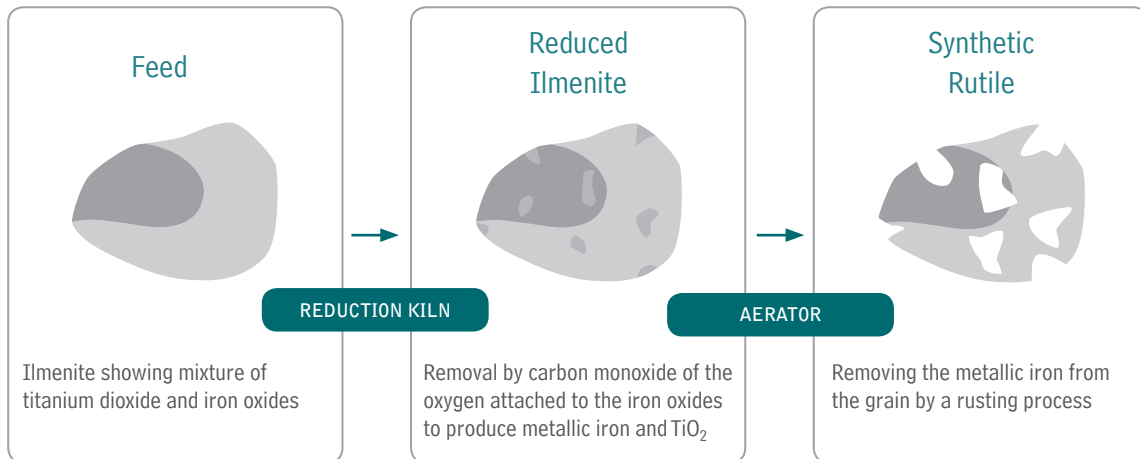 Feed
Reduced
Ilmenite
Synthetic
Rutile
REDUCTION KILN
AERATOR
Ilmenite showing mixture of
titanium dioxide and iron oxides
Removal by carbon monoxide of the
oxygen attached to the iron oxides
to produce metallic iron and TiO₂
Removing the metallic iron from
the grain by a rusting process